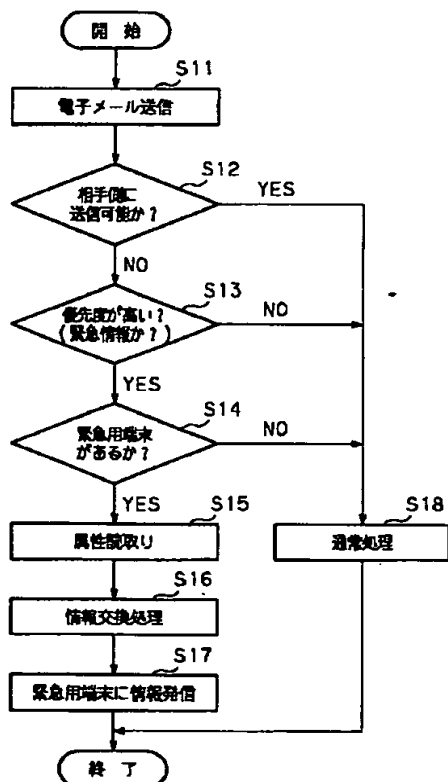 開 始
S11
電子メール送信
S12
相手側に
送信可能か？
YES
NO
S13
優先度が高い？
(緊急情報か？)
NO
YES
S14
緊急用端末
があるか？
NO
YES
S15
属性読取り
S18
通常処理
S16
情報交換処理
S17
緊急用端末に情報発信
終 了